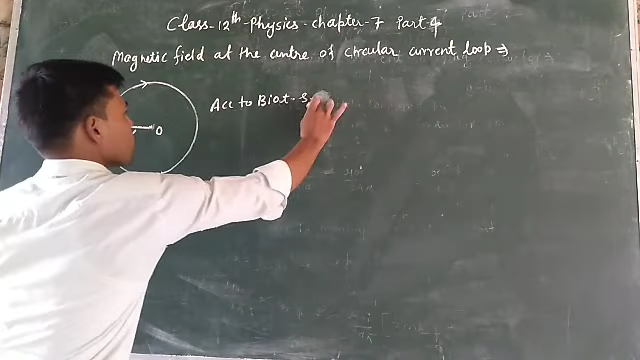 Class-12th-Physics-chapter-7 Part 4
Magnetic field at the centre of circular current loop ⇒
Acc to Biot-S
O